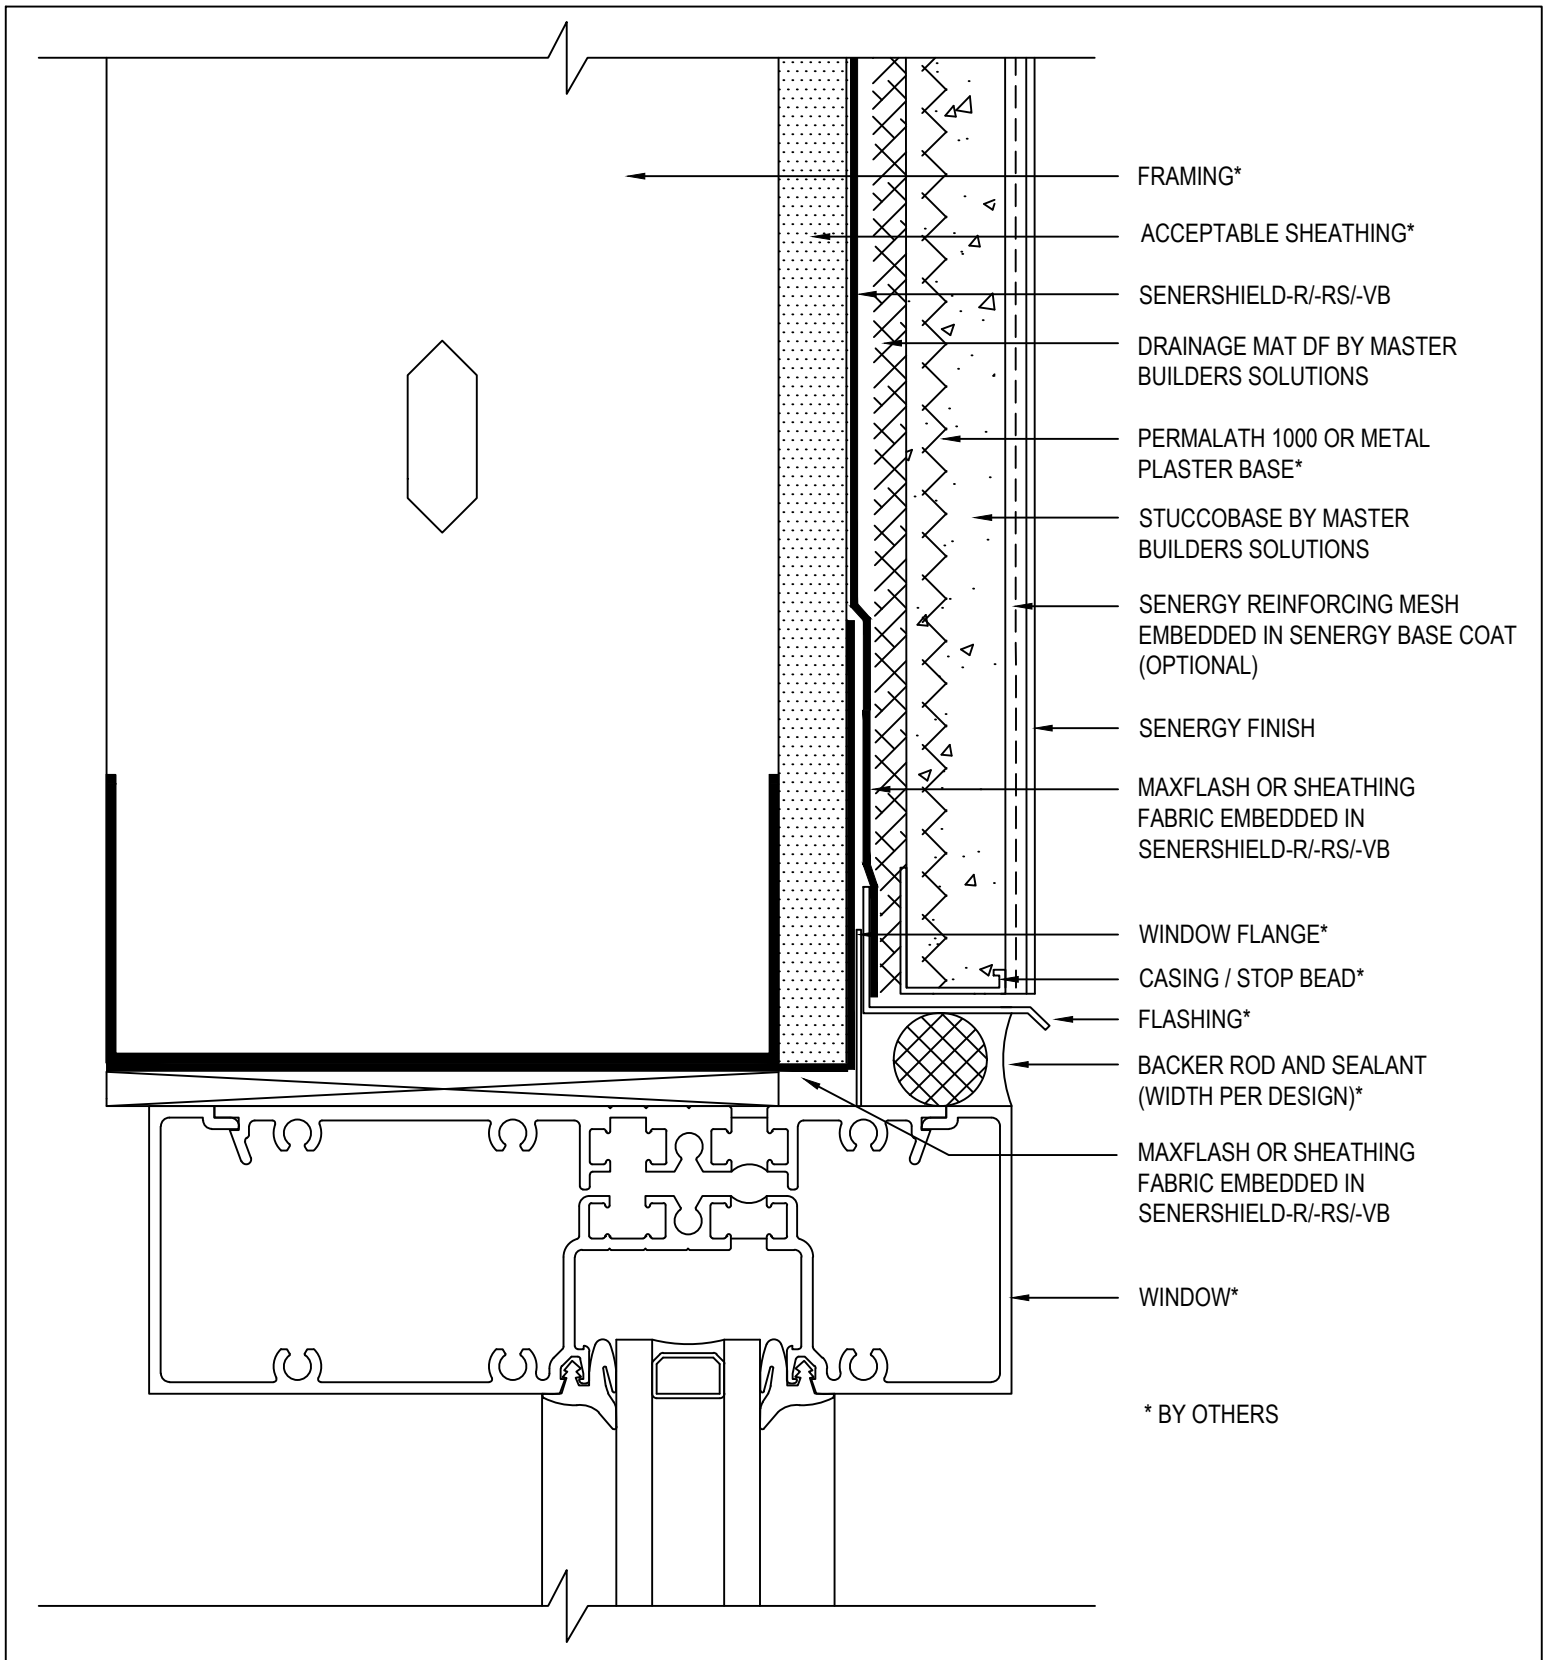 FRAMING*
ACCEPTABLE SHEATHING*
SENERSHIELD-R/-RS/-VB
DRAINAGE MAT DF BY MASTER
BUILDERS SOLUTIONS
PERMALATH 1000 OR METAL
PLASTER BASE*
STUCCOBASE BY MASTER
BUILDERS SOLUTIONS
SENERGY REINFORCING MESH
EMBEDDED IN SENERGY BASE COAT
(OPTIONAL)
SENERGY FINISH
MAXFLASH OR SHEATHING
FABRIC EMBEDDED IN
SENERSHIELD-R/-RS/-VB
WINDOW FLANGE*
CASING / STOP BEAD*
FLASHING*
BACKER ROD AND SEALANT
(WIDTH PER DESIGN)*
MAXFLASH OR SHEATHING
FABRIC EMBEDDED IN
SENERSHIELD-R/-RS/-VB
WINDOW*
* BY OTHERS